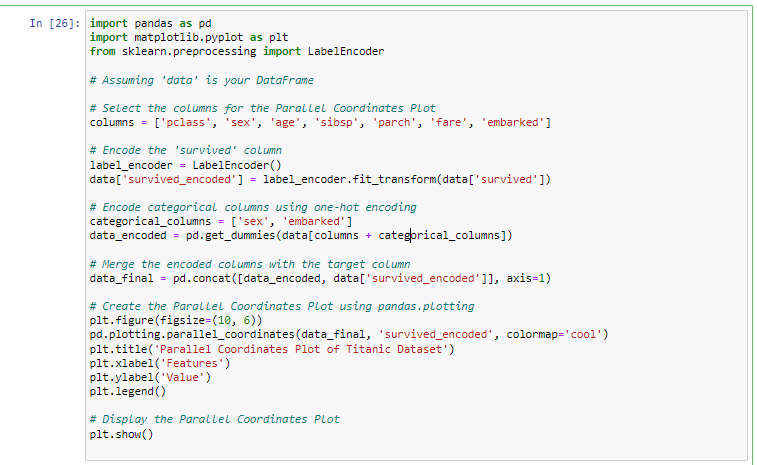 In [26]: import pandas as pd
import matplotlib.pyplot as plt
from sklearn.preprocessing import LabelEncoder
# Assuming 'data' is your DataFrame
# Select the columns for the Parallel Coordinates Plot
columns = ['pclass', 'sex', 'age', 'sibsp', 'parch', 'fare', 'embarked']
# Encode the 'survived' column
label_encoder = LabelEncoder()
data['survived_encoded'] = label_encoder.fit_transform(data['survived'])
# Encode categorical columns using one-hot encoding
categorical_columns = ['sex', 'embarked']
data_encoded = pd.get_dummies(data[columns + categorical_columns])
# Merge the encoded columns with the target column
data_final = pd.concat([data_encoded, data['survived_encoded']], axis=1)
# Create the Parallel Coordinates Plot using pandas.plotting
plt.figure(figsize=(10, 6))
pd.plotting.parallel_coordinates(data_final, 'survived_encoded', colormap='cool')
plt.title('Parallel Coordinates Plot of Titanic Dataset')
plt.xlabel('Features')
plt.ylabel('Value')
plt.legend()
# Display the Parallel Coordinates Plot
plt.show()